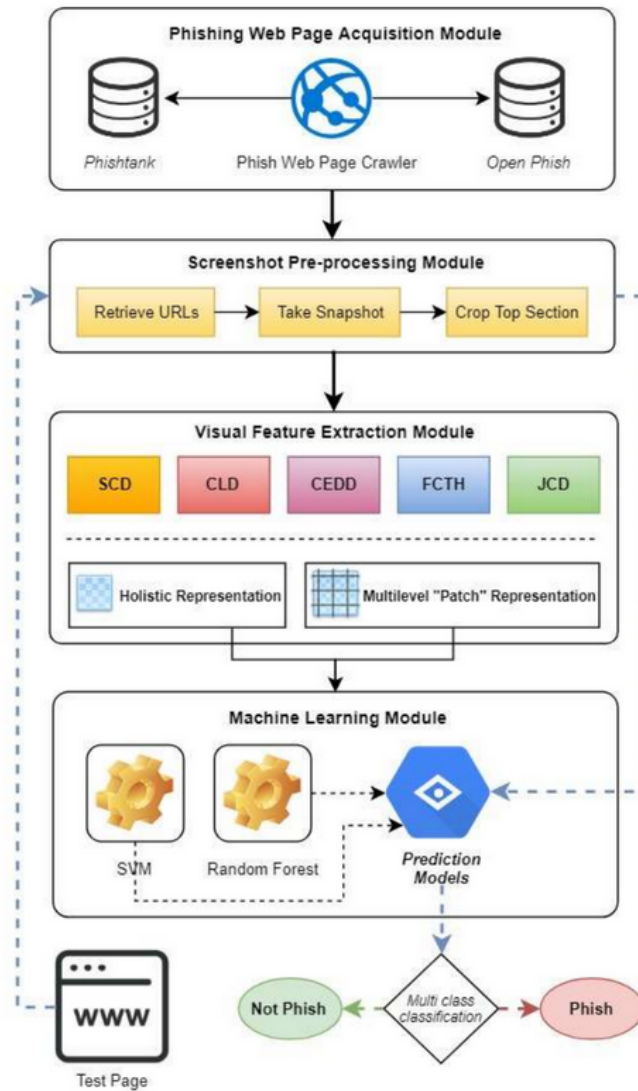 Phishing Web Page Acquisition Module
Phishtank
Phish Web Page Crawler
Open Phish
Screenshot Pre-processing Module
Retrieve URLs
Take Snapshot
Crop Top Section
Visual Feature Extraction Module
SCD
CLD
CEDD
FCTH
JCD
Holistic Representation
Multilevel "Patch" Representation
Machine Learning Module
SVM
Random Forest
Prediction
Models
www
Test Page
Not Phish
Multi class
classification
Phish